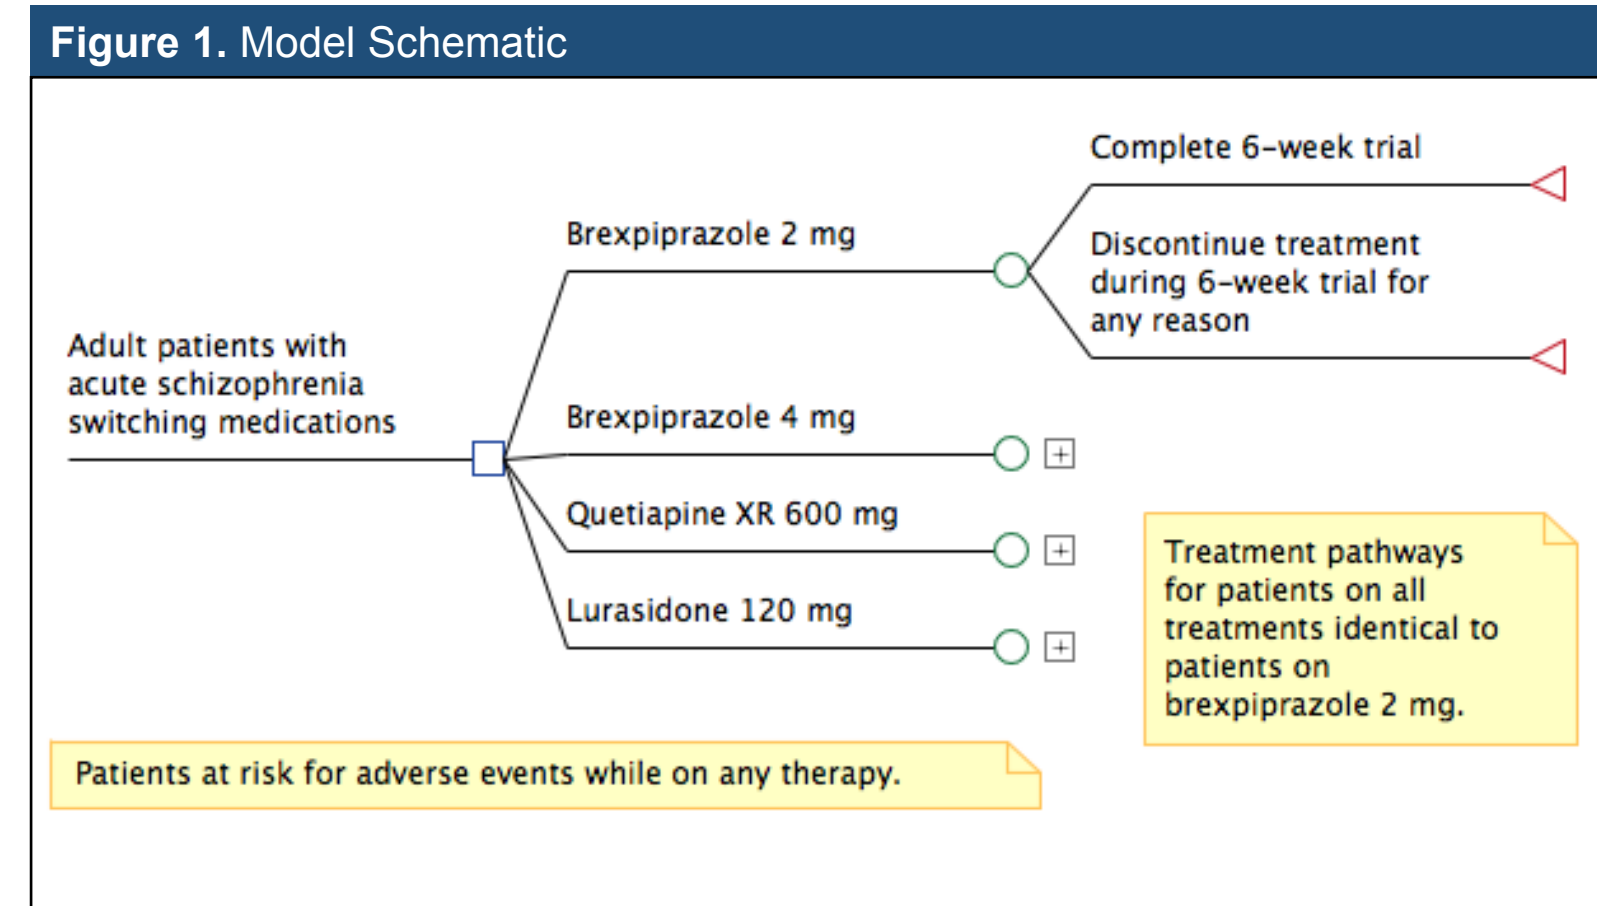 Figure 1. Model Schematic
Complete 6-week trial
Brexpiprazole 2 mg
Discontinue treatment
during 6-week trial for
any reason
Adult patients with
acute schizophrenia
switching medications
Brexpiprazole 4 mg
Quetiapine XR 600 mg
Lurasidone 120 mg
Treatment pathways
for patients on all
treatments identical to
patients on
brexpiprazole 2 mg.
Patients at risk for adverse events while on any therapy.